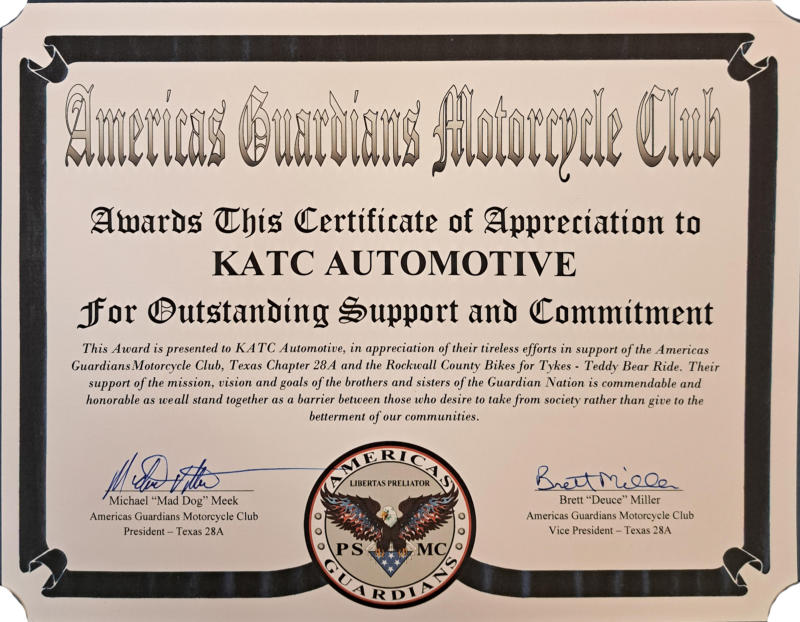 Americas Guardians Motorcycle Club
Awards This Certificate of Appreciation to
KATC AUTOMOTIVE
For Outstanding Support and Commitment
This Award is presented to KATC Automotive, in appreciation of their tireless efforts in support of the Americas
Guardians Motorcycle Club, Texas Chapter 28A and the Rockwall County Bikes for Tykes - Teddy Bear Ride. Their
support of the mission, vision and goals of the brothers and sisters of the Guardian Nation is commendable and
honorable as we all stand together as a barrier between those who desire to take from society rather than give to the
betterment of our communities.
Michael “Mad Dog” Meek
Americas Guardians Motorcycle Club
President – Texas 28A
AMERICAS
LIBERTAS PRELIATOR
PS MC
GUARDIANS
Brett Miller
Brett “Deuce” Miller
Americas Guardians Motorcycle Club
Vice President – Texas 28A